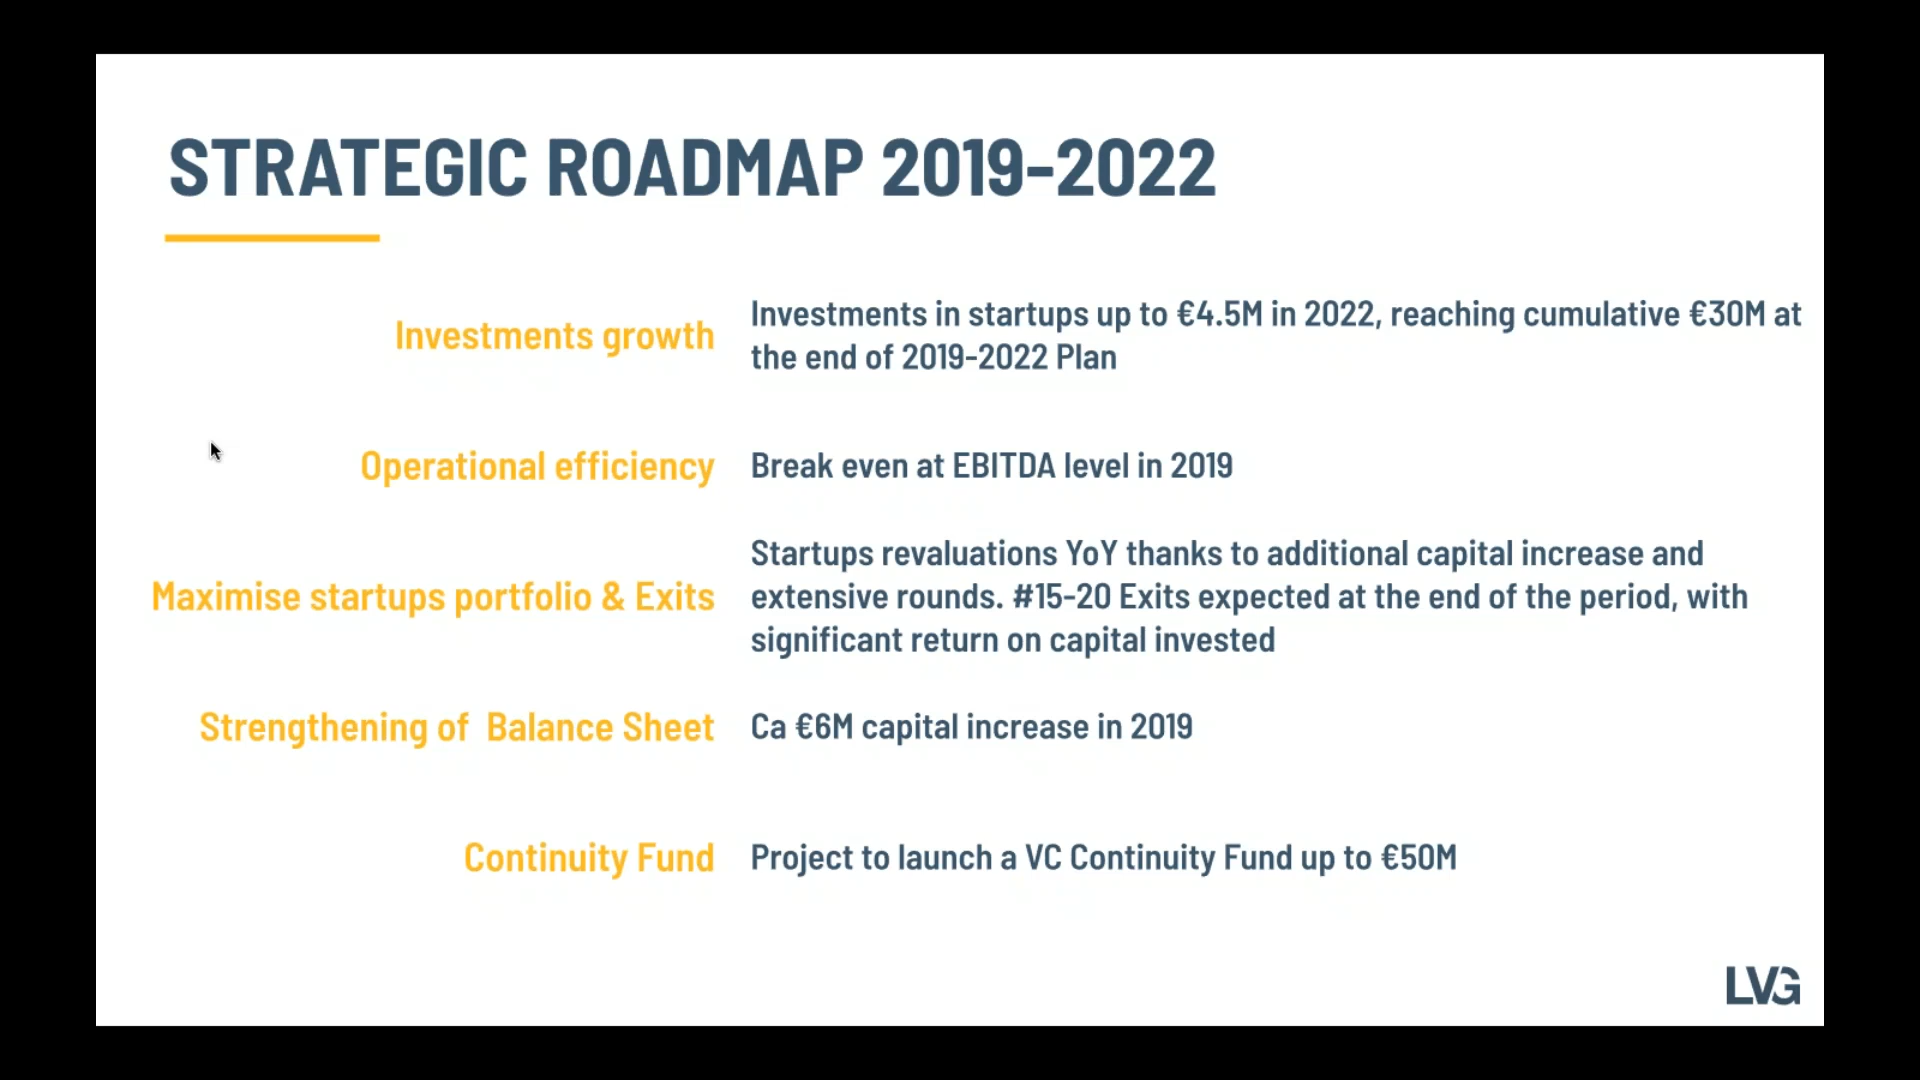 STRATEGIC ROADMAP 2019-2022
Investments growth
Investments in startups up to €4.5M in 2022, reaching cumulative €30M at
the end of 2019-2022 Plan
Operational efficiency
Break even at EBITDA level in 2019
Maximise startups portfolio & Exits
Startups revaluations YoY thanks to additional capital increase and
extensive rounds. #15-20 Exits expected at the end of the period, with
significant return on capital invested
Strengthening of  Balance Sheet
Ca €6M capital increase in 2019
Continuity Fund
Project to launch a VC Continuity Fund up to €50M
LVG